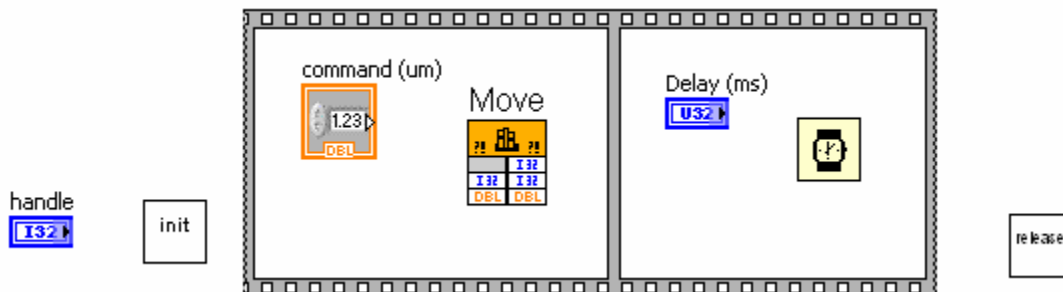 command (um)
1.23
DBL
Move
?! ?!
I32
I32 I32
DBL DBL
Delay (ms)
U32
handle
I32
init
release